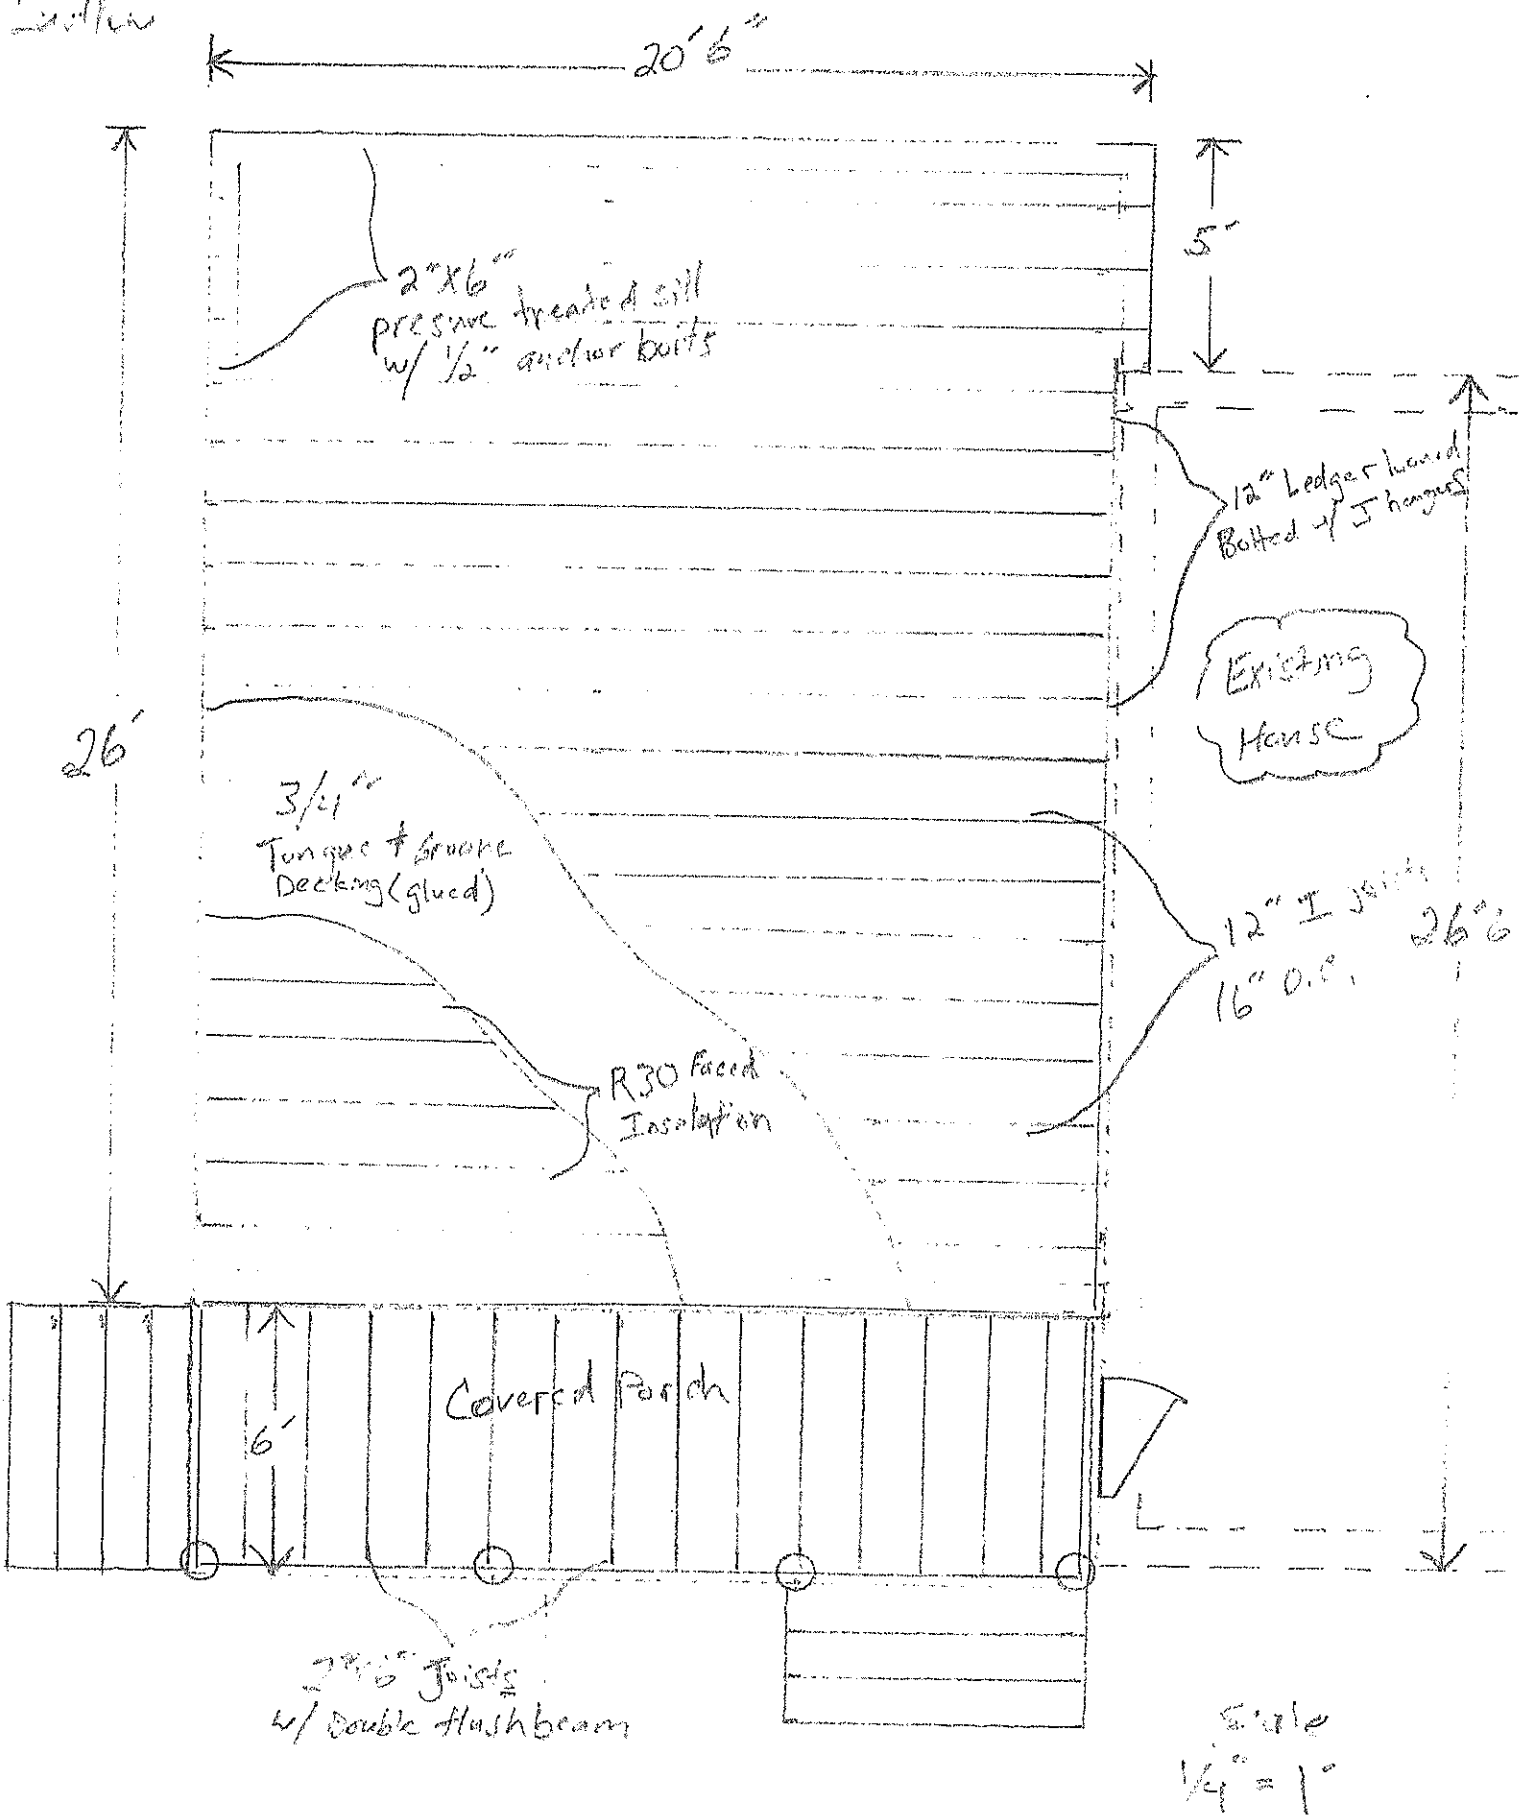 20' 6"
5'
2"X6"
pressure treated sill
w/ 1/2" anchor bolts
12" Ledger board
Bolted w/ J hangers
Existing
House
26'
3/4"
Tongue & Groove
Decking (glued)
12" I joists
16" O.C.
26' 6
R30 Faced
Insolation
Covered Porch
6'
2"x6" Joists
w/ Double flushbeam
Scale
1/4" = 1'